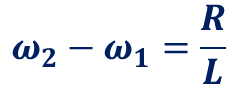 ω₂ − ω₁ = R/L